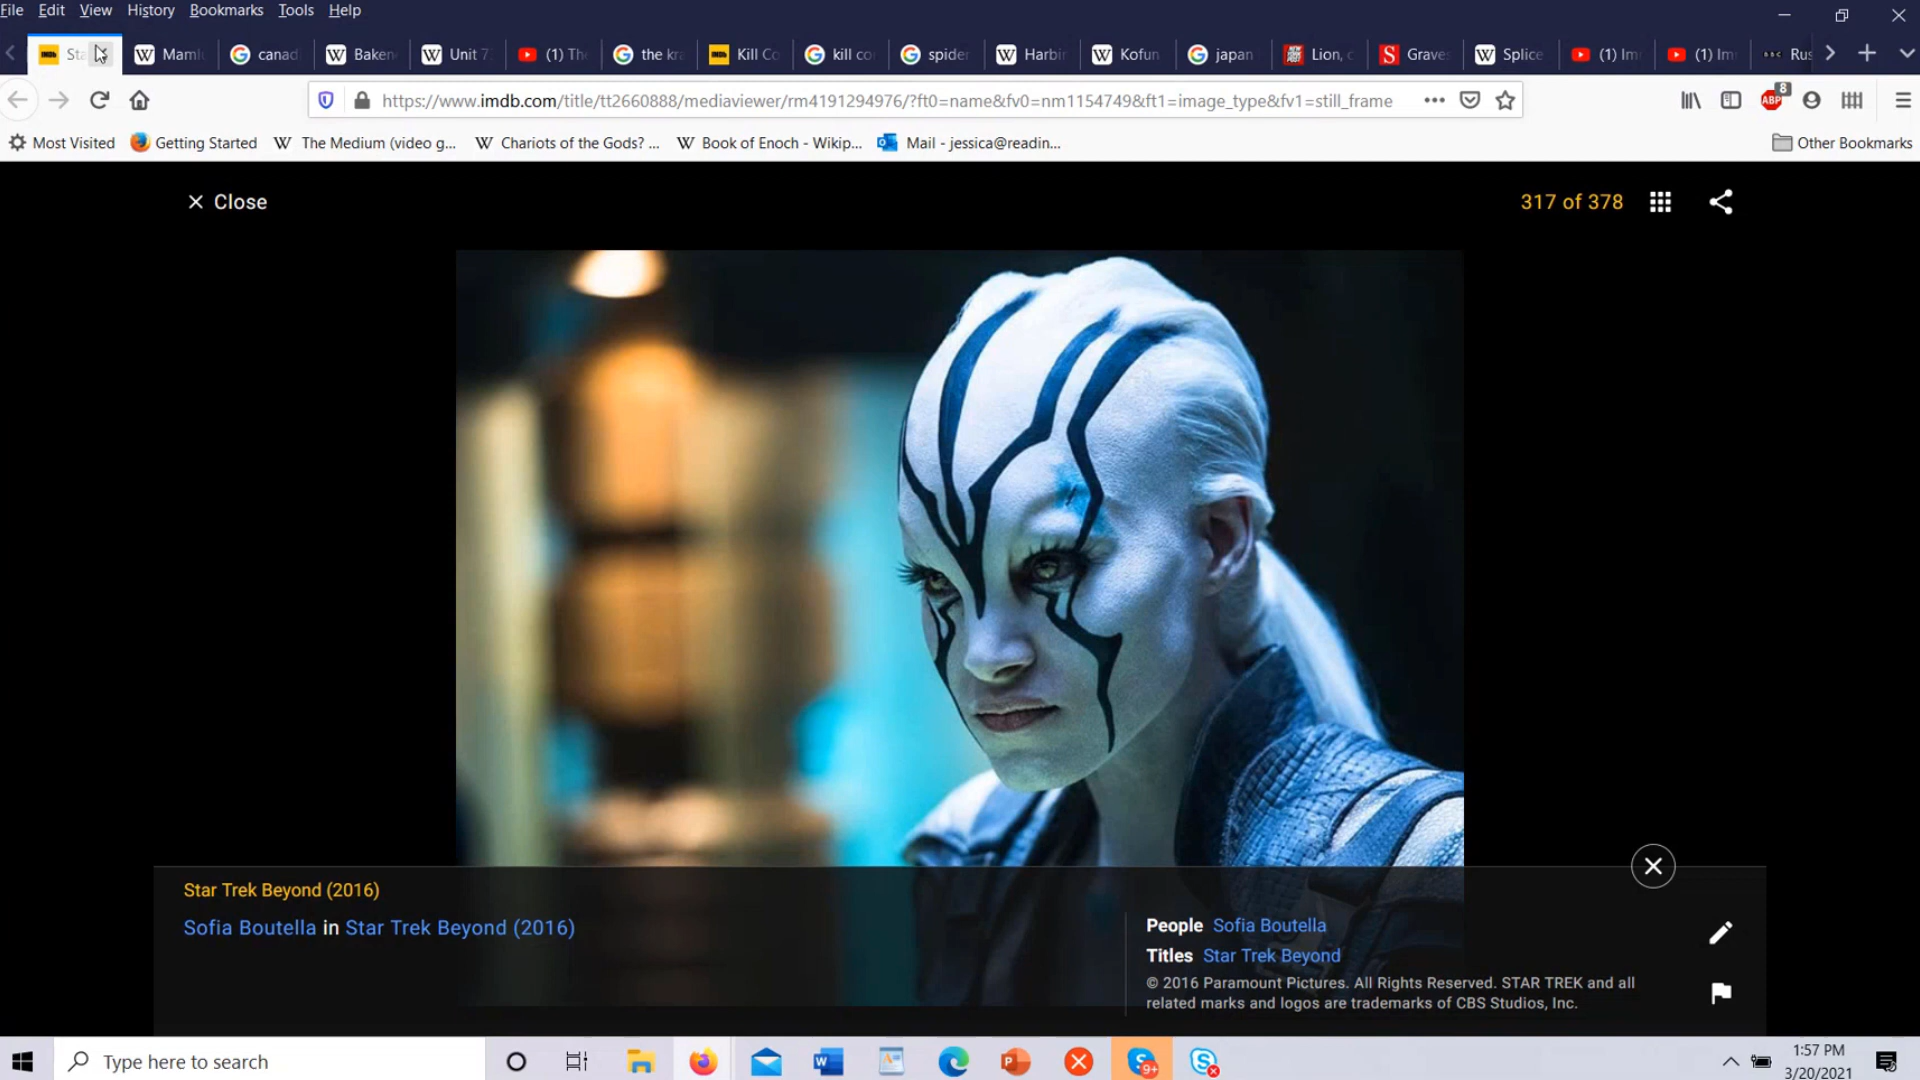 File Edit View History Bookmarks Tools Help
Sta Maml canad Baken Unit 7 (1) Th the kra Kill Co kill co spider Harbi Kofun japan Lion, c Grave Splice (1) Im (1) Im Rus
https://www.imdb.com/title/tt2660888/mediaviewer/rm4191294976/?ft0=name&fv0=nm1154749&ft1=image_type&fv1=still_frame ABP 8
Most Visited Getting Started The Medium (video g... Chariots of the Gods? ... Book of Enoch - Wikip... Mail - jessica@readin... Other Bookmarks
Close 317 of 378
Star Trek Beyond (2016)
Sofia Boutella in Star Trek Beyond (2016)
People Sofia Boutella
Titles Star Trek Beyond
© 2016 Paramount Pictures. All Rights Reserved. STAR TREK and all
related marks and logos are trademarks of CBS Studios, Inc.
Type here to search 9+ 1:57 PM
3/20/2021